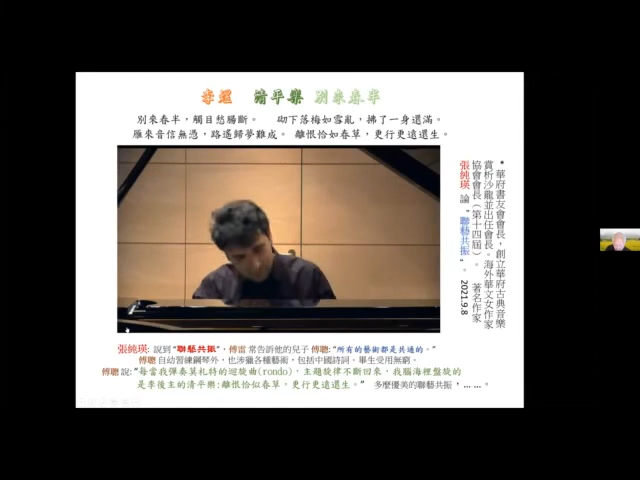 李煜 清平樂 別來春半
別來春半，觸目愁腸斷。 砌下落梅如雪亂，拂了一身還滿。
雁來音信無憑，路遙歸夢難成。 離恨恰如春草，更行更遠還生。
* 華府書友會會長，創立華府古典音樂
賞析沙龍並出任會長。海外華文女作家
協會會長（第十四屆）。 著名作家
張純瑛 論 "聯藝共振"。 2021.9.8
張純瑛: 說到 "聯藝共振"，傅雷 常告訴他的兒子 傅聰: "所有的藝術都是共通的。"
傅聰 自幼習練鋼琴外，也涉獵各種藝術，包括中國詩詞。畢生受用無窮。
傅聰 說: "每當我彈奏莫札特的迴旋曲(rondo)，主題旋律不斷回來，我腦海裡盤旋的
是李後主的清平樂: 離恨恰似春草，更行更遠還生。" 多麼優美的聯藝共振，… …。